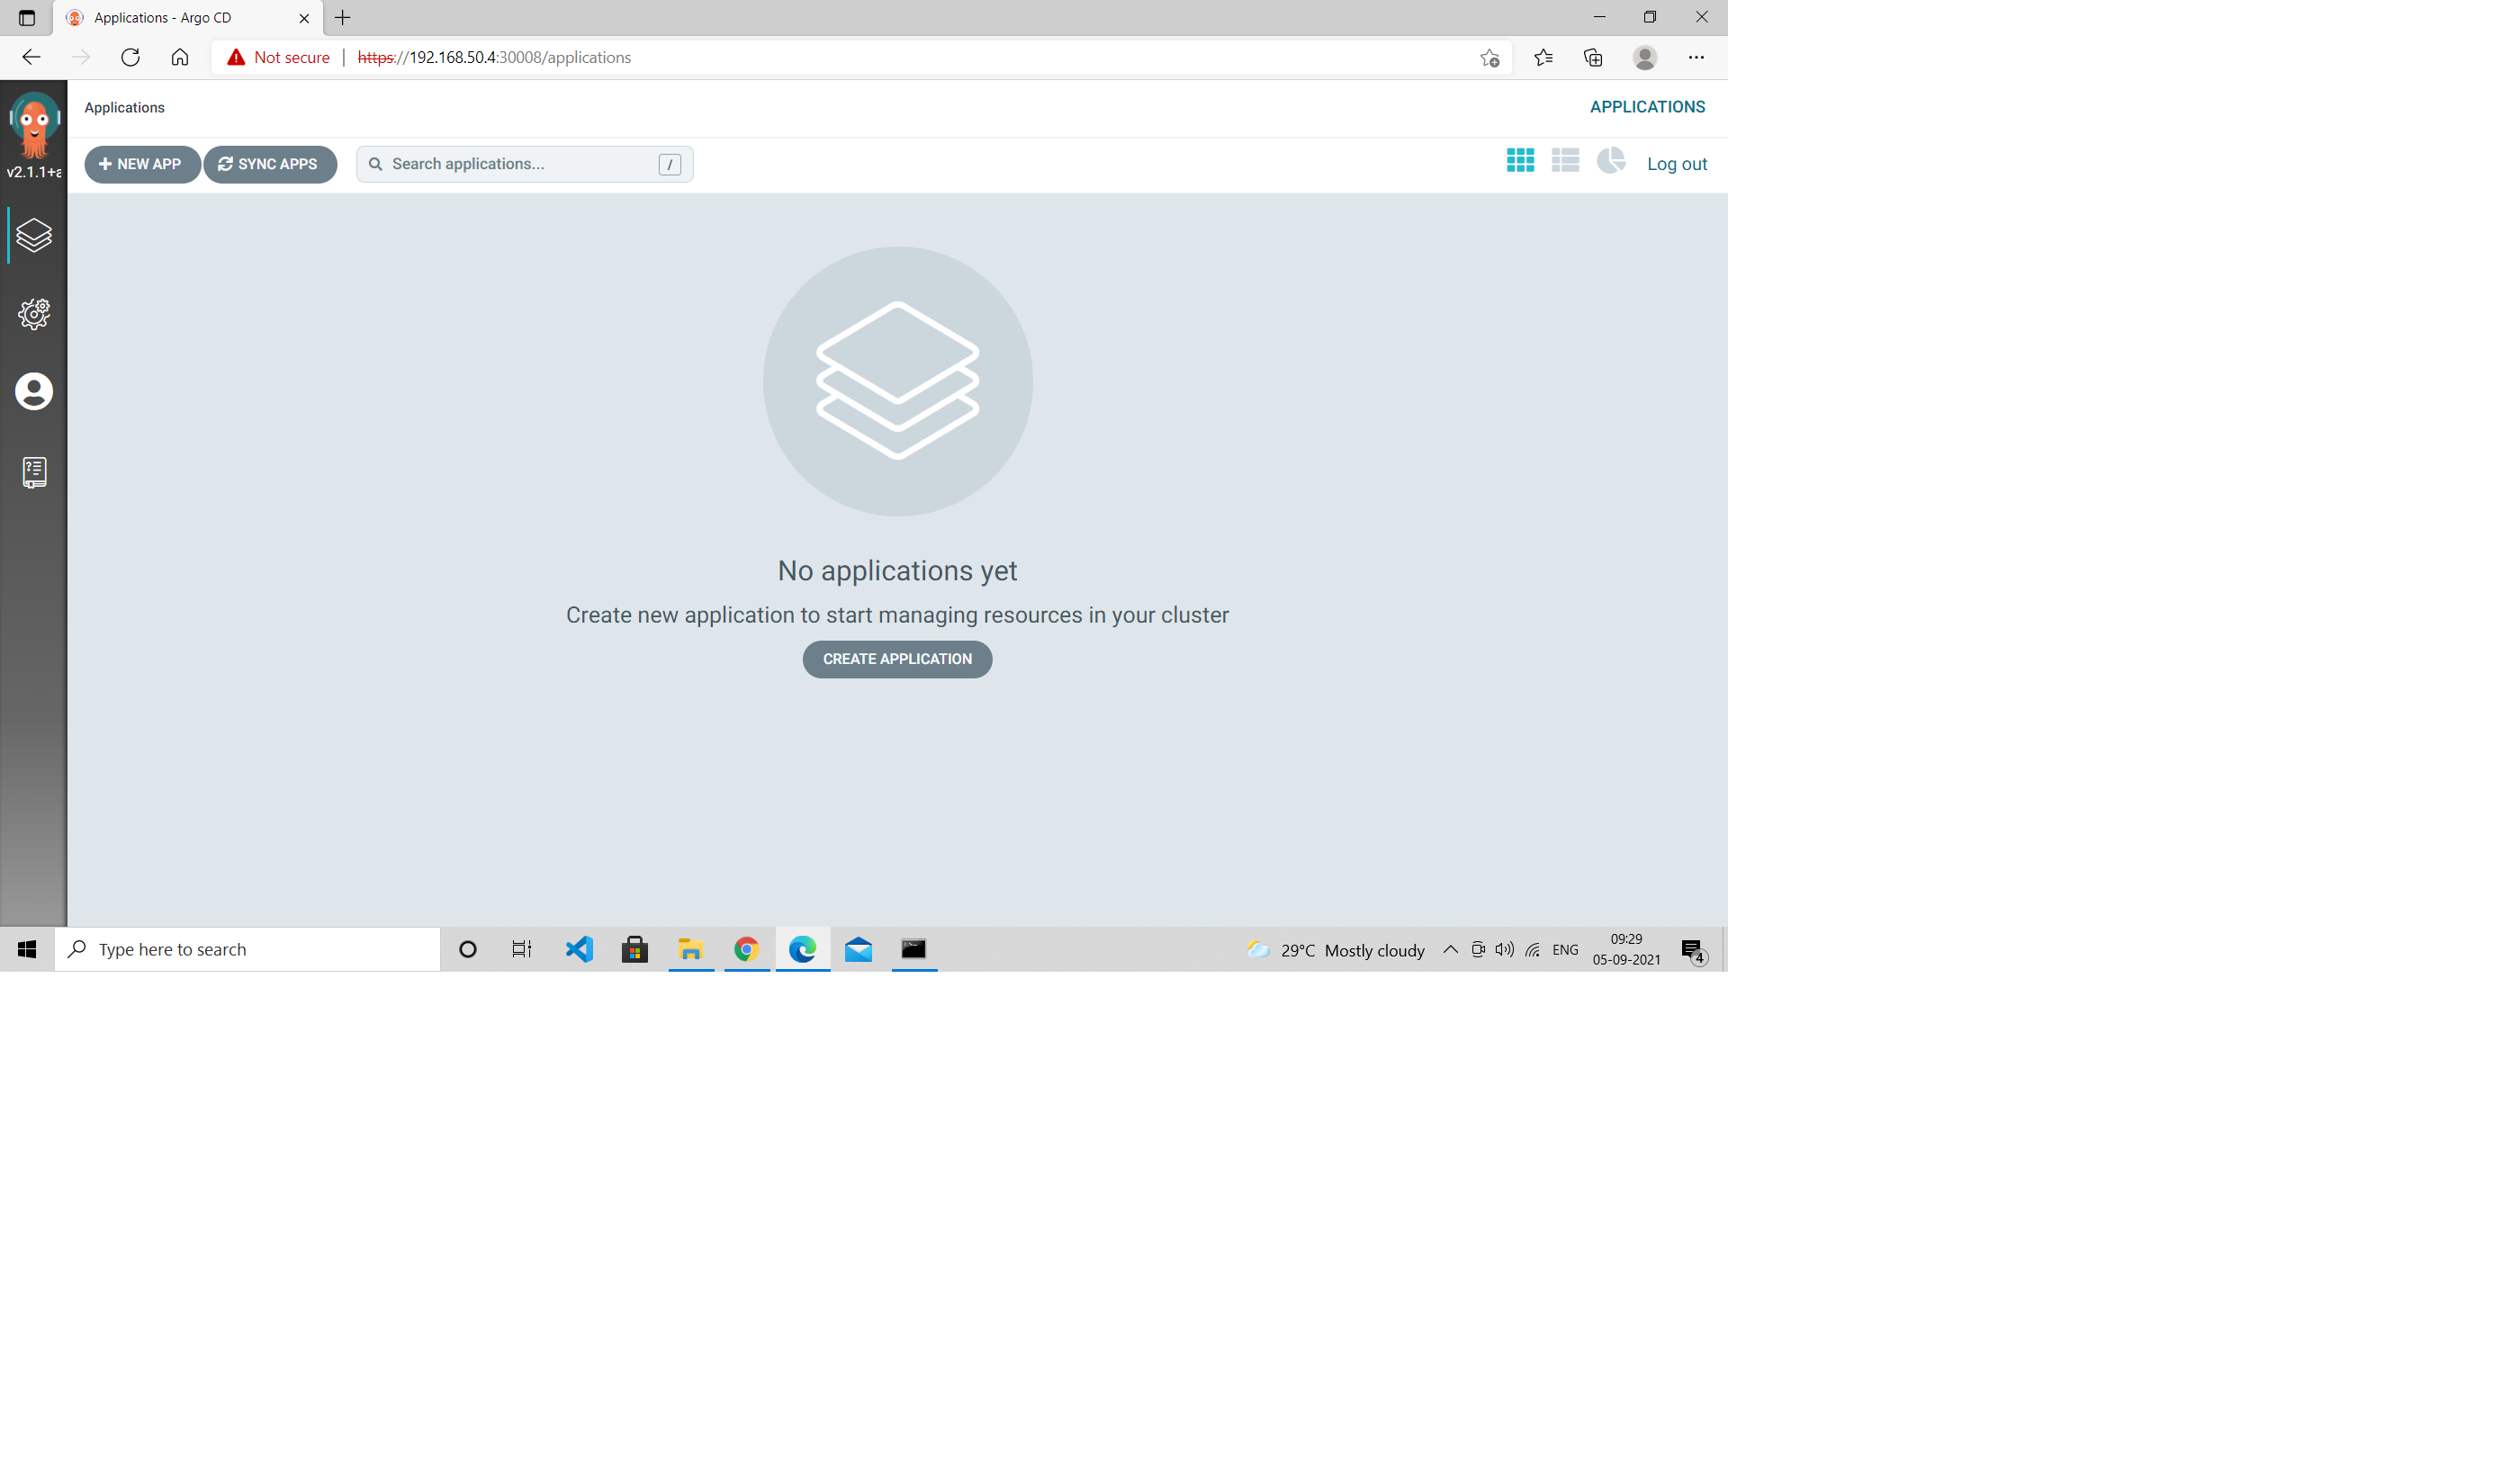 Applications - Argo CD
Not secure | https://192.168.50.4:30008/applications
Applications
APPLICATIONS
v2.1.1+a
NEW APP
SYNC APPS
Search applications...
/
Log out
No applications yet
Create new application to start managing resources in your cluster
CREATE APPLICATION
Type here to search
29°C Mostly cloudy
ENG
09:29
05-09-2021
4